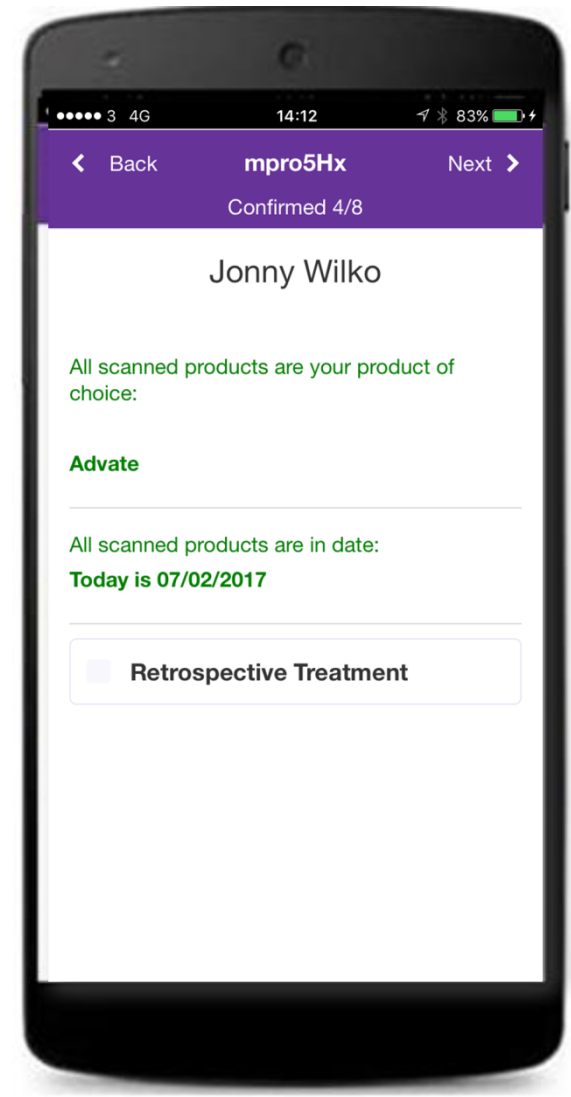 3 4G 14:12 83%
Back mpro5Hx Next
Confirmed 4/8
Jonny Wilko
All scanned products are your product of
choice:
Advate
All scanned products are in date:
Today is 07/02/2017
Retrospective Treatment